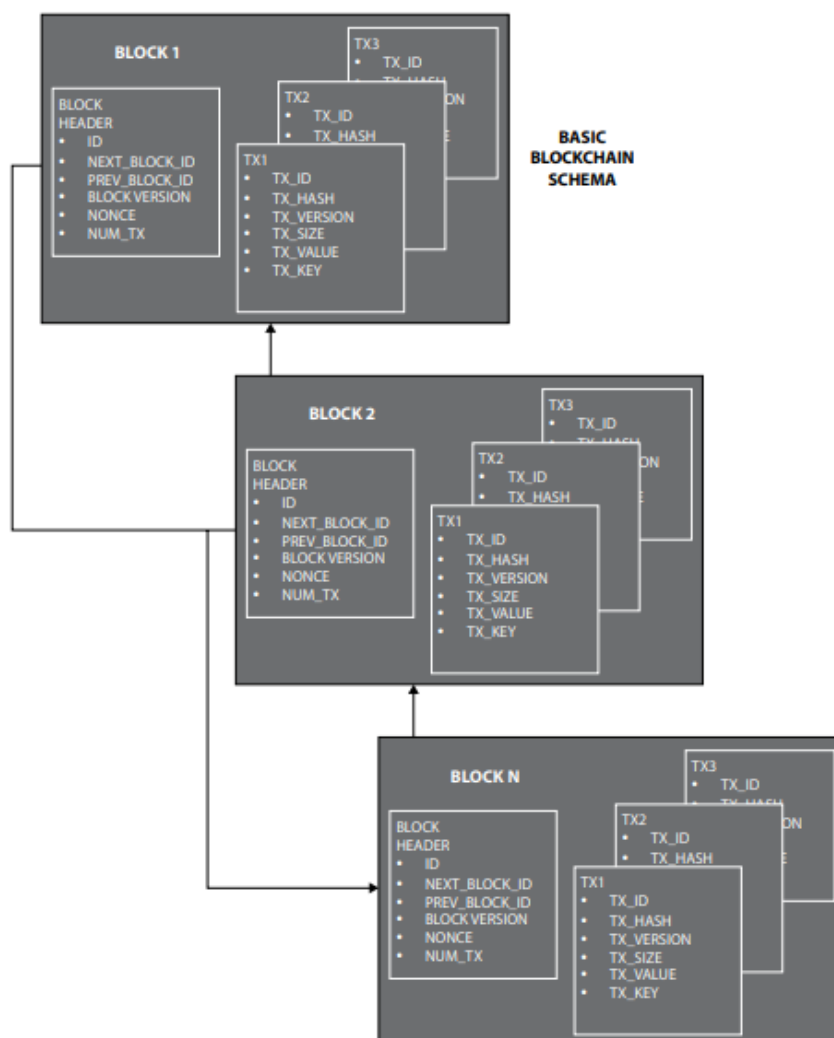 BLOCK 1
BLOCK
HEADER
• ID
• NEXT_BLOCK_ID
• PREV_BLOCK_ID
• BLOCK VERSION
• NONCE
• NUM_TX
TX3
• TX_ID
TX2
• TX_ID
• TX_HASH
TX1
• TX_ID
• TX_HASH
• TX_VERSION
• TX_SIZE
• TX_VALUE
• TX_KEY
BASIC
BLOCKCHAIN
SCHEMA
BLOCK 2
BLOCK
HEADER
• ID
• NEXT_BLOCK_ID
• PREV_BLOCK_ID
• BLOCK VERSION
• NONCE
• NUM_TX
TX3
• TX_ID
TX2
• TX_ID
• TX_HASH
TX1
• TX_ID
• TX_HASH
• TX_VERSION
• TX_SIZE
• TX_VALUE
• TX_KEY
BLOCK N
BLOCK
HEADER
• ID
• NEXT_BLOCK_ID
• PREV_BLOCK_ID
• BLOCK VERSION
• NONCE
• NUM_TX
TX3
• TX_ID
TX2
• TX_ID
• TX_HASH
TX1
• TX_ID
• TX_HASH
• TX_VERSION
• TX_SIZE
• TX_VALUE
• TX_KEY